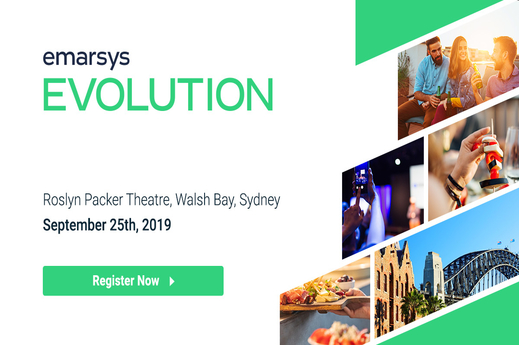 emarsys
EVOLUTION
Roslyn Packer Theatre, Walsh Bay, Sydney
September 25th, 2019
Register Now